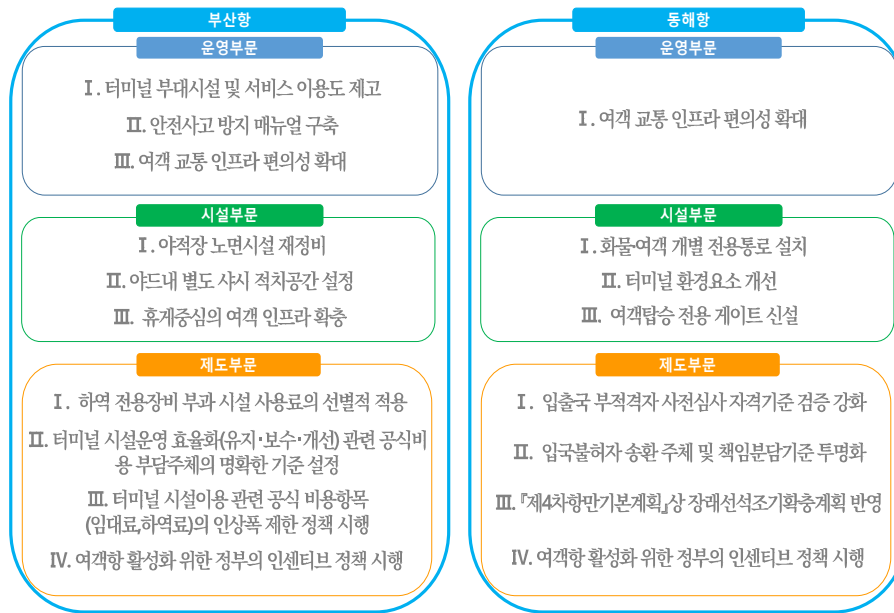 부산항
운영부문
Ⅰ. 터미널 부대시설 및 서비스 이용도 제고
Ⅱ. 안전사고 방지 매뉴얼 구축
Ⅲ. 여객 교통 인프라 편의성 확대
시설부문
Ⅰ. 야적장 노면시설 재정비
Ⅱ. 야드내 별도 샤시 적치공간 설정
Ⅲ. 휴게중심의 여객 인프라 확충
제도부문
Ⅰ. 하역 전용장비 부과 시설 사용료의 선별적 적용
Ⅱ. 터미널 시설운영 효율화(유지·보수·개선) 관련 공식비
용 부담주체의 명확한 기준 설정
Ⅲ. 터미널 시설이용 관련 공식 비용항목
(임대료,하역료)의 인상폭 제한 정책 시행
Ⅳ. 여객항 활성화 위한 정부의 인센티브 정책 시행
동해항
운영부문
Ⅰ. 여객 교통 인프라 편의성 확대
시설부문
Ⅰ. 화물·여객 개별 전용통로 설치
Ⅱ. 터미널 환경요소 개선
Ⅲ. 여객탑승 전용 게이트 신설
제도부문
Ⅰ. 입출국 부적격자 사전심사 자격기준 검증 강화
Ⅱ. 입국불허자 송환 주체 및 책임분담기준 투명화
Ⅲ. 『제4차항만기본계획』상 장래선석조기확충계획 반영
Ⅳ. 여객항 활성화 위한 정부의 인센티브 정책 시행